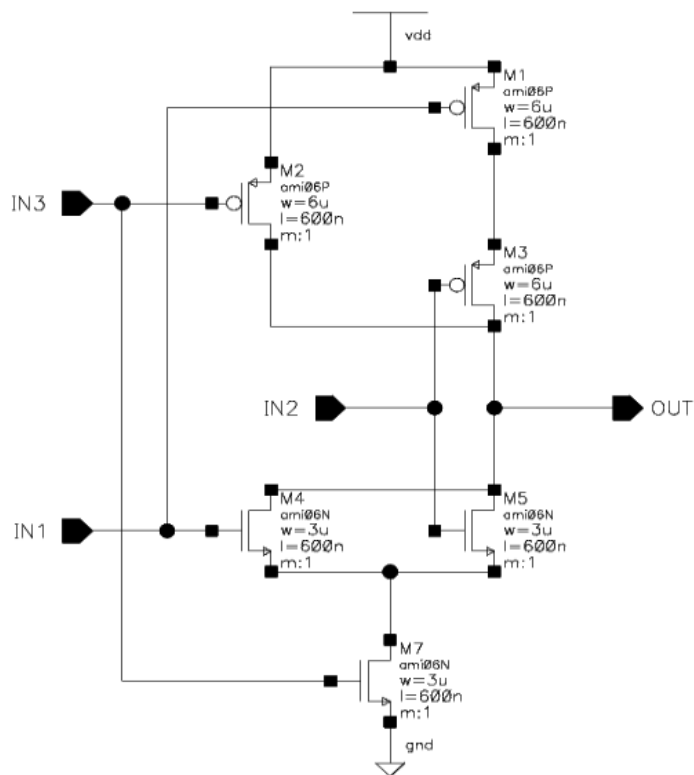 vdd
M1
ami06P
w=6u
l=600n
m:1
M2
ami06P
w=6u
l=600n
m:1
IN3
M3
ami06P
w=6u
l=600n
m:1
IN2
OUT
M4
ami06N
w=3u
l=600n
m:1
M5
ami06N
w=3u
l=600n
m:1
IN1
M7
ami06N
w=3u
l=600n
m:1
gnd